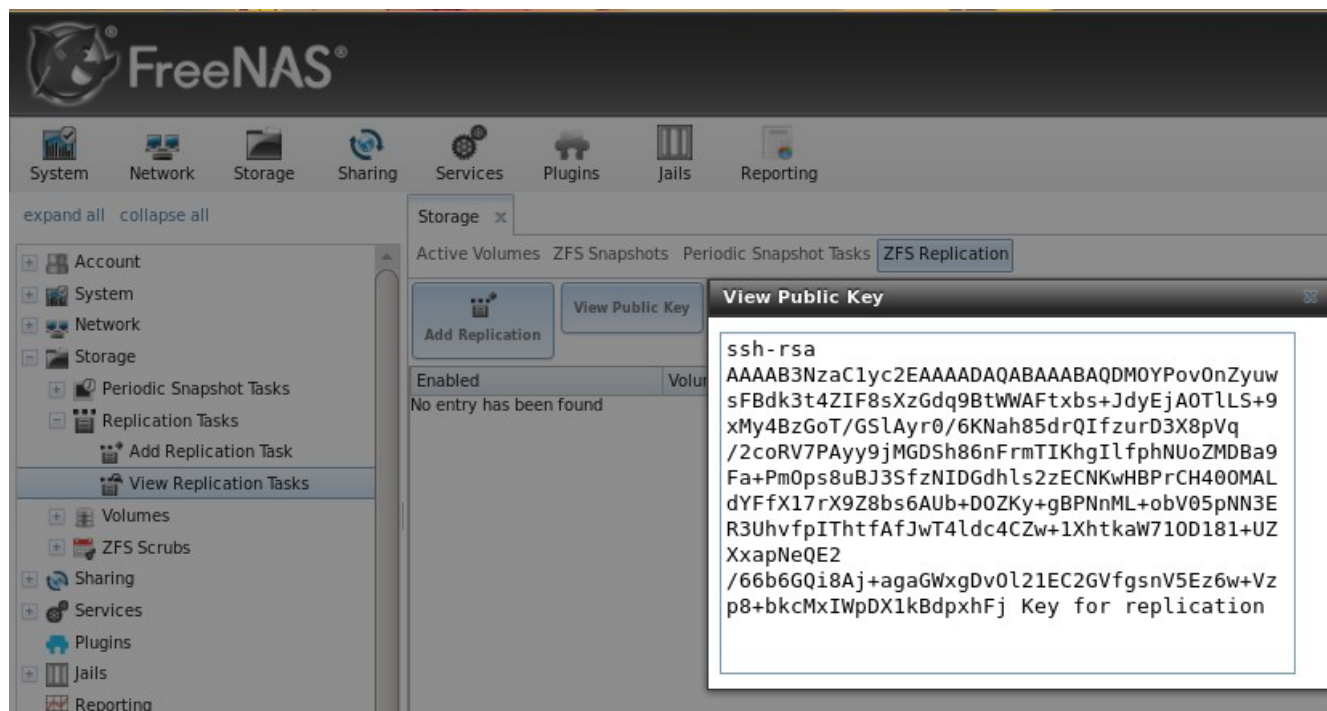 FreeNAS®
System Network Storage Sharing Services Plugins Jails Reporting
expand all collapse all
Account
System
Network
Storage
Periodic Snapshot Tasks
Replication Tasks
Add Replication Task
View Replication Tasks
Volumes
ZFS Scrubs
Sharing
Services
Plugins
Jails
Reporting
Storage
Active Volumes ZFS Snapshots Periodic Snapshot Tasks ZFS Replication
Add Replication
View Public Key
Enabled Volu
No entry has been found
View Public Key
ssh-rsa
AAAAB3NzaC1yc2EAAAADAQABAAABAQDMOYPovOnZyuw
sFBdk3t4ZIF8sXzGdq9BtWWAFtxbs+JdyEjAOTlLS+9
xMy4BzGoT/GSlAyr0/6KNah85drQIfzurD3X8pVq
/2coRV7PAyy9jMGDSh86nFrmTIKhgIlfphNUoZMDBa9
Fa+PmOps8uBJ3SfzNIDGdhls2zECNKwHBPrCH40OMAL
dYFfX17rX9Z8bs6AUb+DOZKy+gBPNnML+obV05pNN3E
R3UhvfpIThtfAfJwT4ldc4CZw+1XhtkaW71OD181+UZ
XxapNeQE2
/66b6GQi8Aj+agaGWxgDvOl21EC2GVfgsnV5Ez6w+Vz
p8+bkcMxIWpDX1kBdpxhFj Key for replication